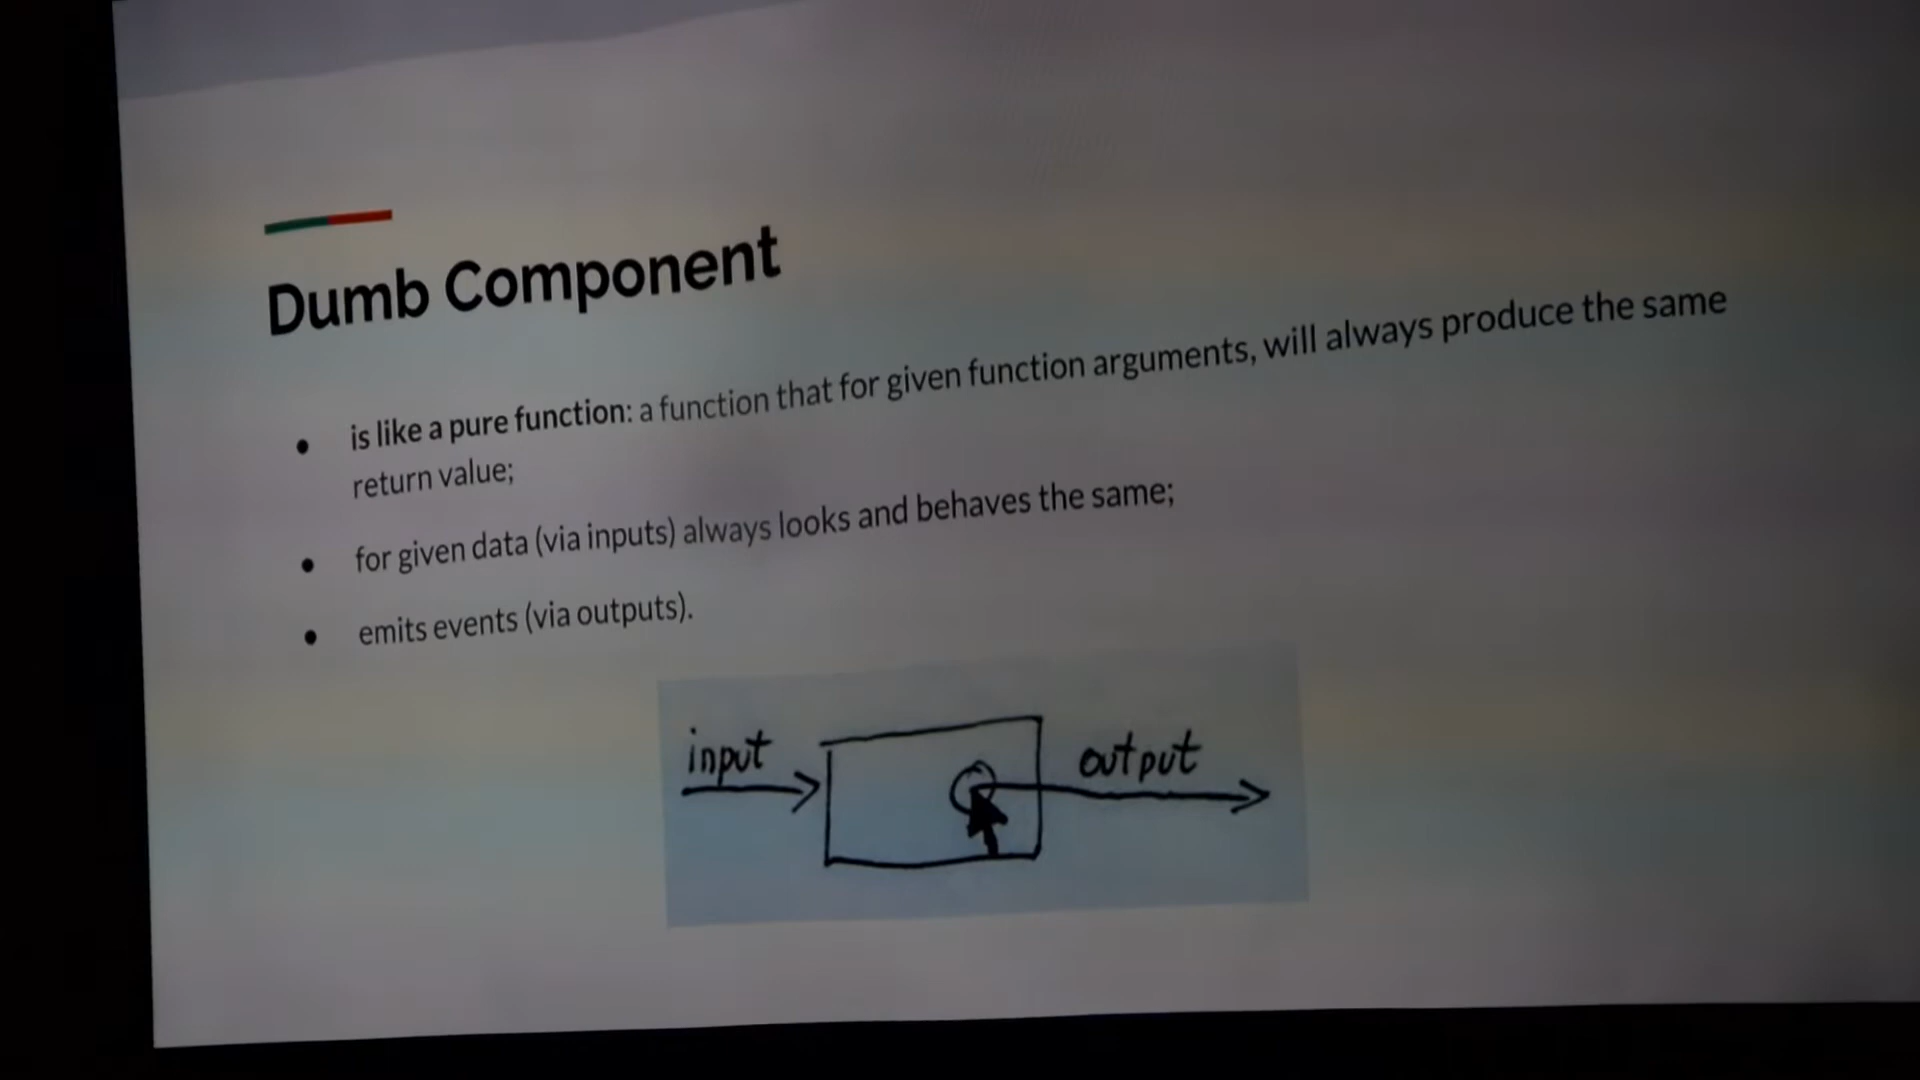 Dumb Component
• is like a pure function: a function that for given function arguments, will always produce the same
return value;
• for given data (via inputs) always looks and behaves the same;
• emits events (via outputs).
input
output